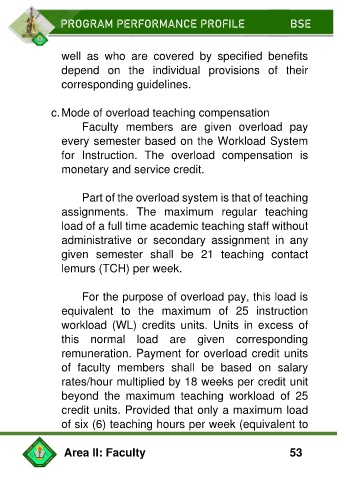 PROGRAM PERFORMANCE PROFILE BSE
well as who are covered by specified benefits
depend on the individual provisions of their
corresponding guidelines.
c. Mode of overload teaching compensation
Faculty members are given overload pay
every semester based on the Workload System
for Instruction. The overload compensation is
monetary and service credit.
Part of the overload system is that of teaching
assignments. The maximum regular teaching
load of a full time academic teaching staff without
administrative or secondary assignment in any
given semester shall be 21 teaching contact
lemurs (TCH) per week.
For the purpose of overload pay, this load is
equivalent to the maximum of 25 instruction
workload (WL) credits units. Units in excess of
this normal load are given corresponding
remuneration. Payment for overload credit units
of faculty members shall be based on salary
rates/hour multiplied by 18 weeks per credit unit
beyond the maximum teaching workload of 25
credit units. Provided that only a maximum load
of six (6) teaching hours per week (equivalent to
Area II: Faculty 53